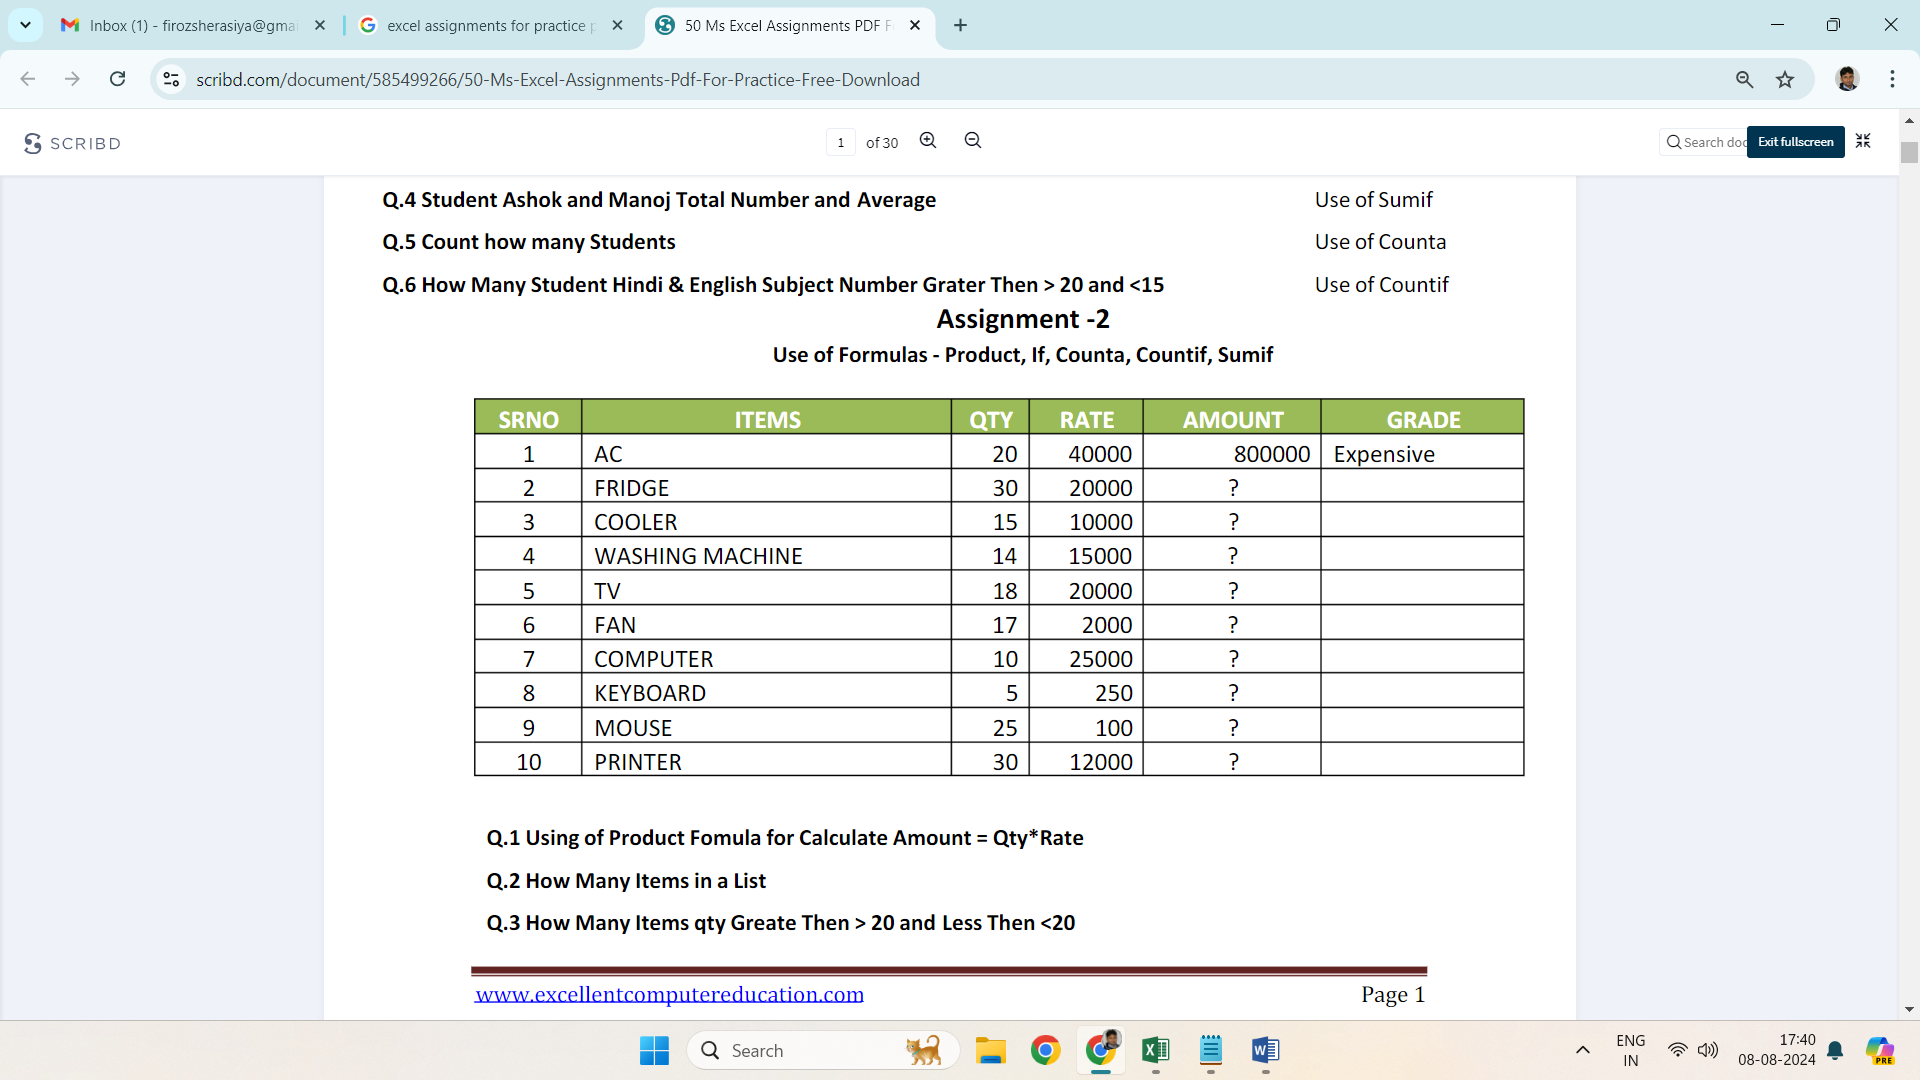 Inbox (1) - firozsherasiya@gma
excel assignments for practice p
50 Ms Excel Assignments PDF F
scribd.com/document/585499266/50-Ms-Excel-Assignments-Pdf-For-Practice-Free-Download
SCRIBD
1 of 30
Search doc
Exit fullscreen
Q.4 Student Ashok and Manoj Total Number and Average Use of Sumif
Q.5 Count how many Students Use of Counta
Q.6 How Many Student Hindi & English Subject Number Grater Then > 20 and <15 Use of Countif
Assignment -2
Use of Formulas - Product, If, Counta, Countif, Sumif
SRNO ITEMS QTY RATE AMOUNT GRADE
1 AC 20 40000 800000 Expensive
2 FRIDGE 30 20000 ?
3 COOLER 15 10000 ?
4 WASHING MACHINE 14 15000 ?
5 TV 18 20000 ?
6 FAN 17 2000 ?
7 COMPUTER 10 25000 ?
8 KEYBOARD 5 250 ?
9 MOUSE 25 100 ?
10 PRINTER 30 12000 ?
Q.1 Using of Product Fomula for Calculate Amount = Qty*Rate
Q.2 How Many Items in a List
Q.3 How Many Items qty Greate Then > 20 and Less Then <20
www.excellentcomputereducation.com Page 1
Search
ENG
IN
17:40
08-08-2024
PRE